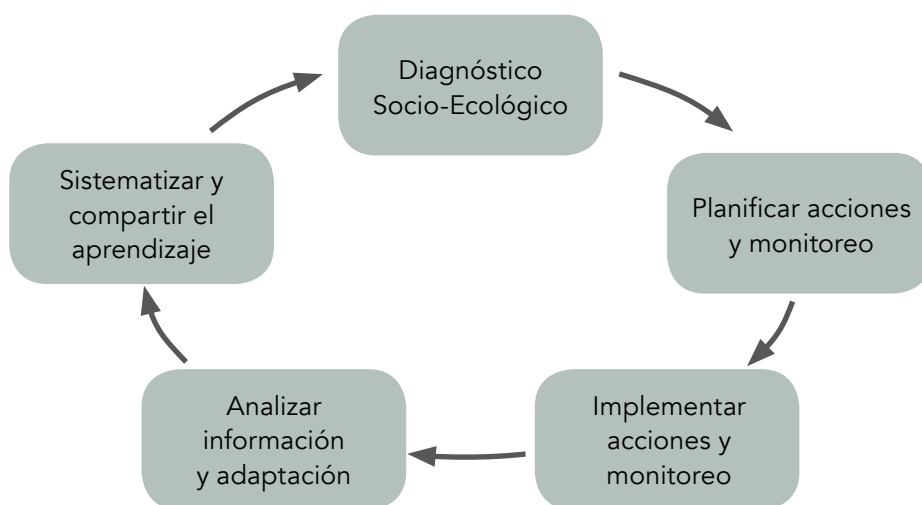 Diagnóstico
Socio-Ecológico
Planificar acciones
y monitoreo
Implementar
acciones y
monitoreo
Analizar
información
y adaptación
Sistematizar y
compartir el
aprendizaje